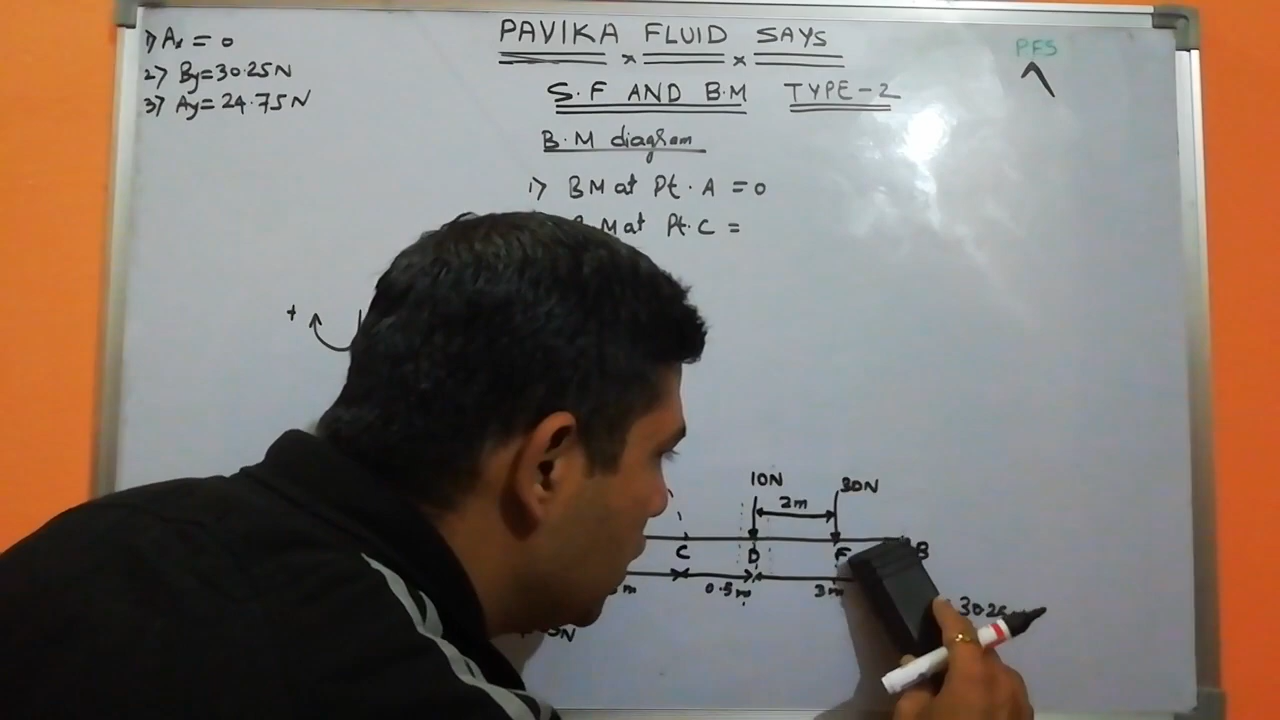 1) Ax = 0
2) By=30.25N
3) Ay=24.75N
PAVIKA x FLUID x SAYS
PFS
S.F AND B.M TYPE-2
B.M diagram
1) BM at Pt. A = 0
M at Pt. C =
+
10N
30N
2m
C
D
B
0.5m
3m